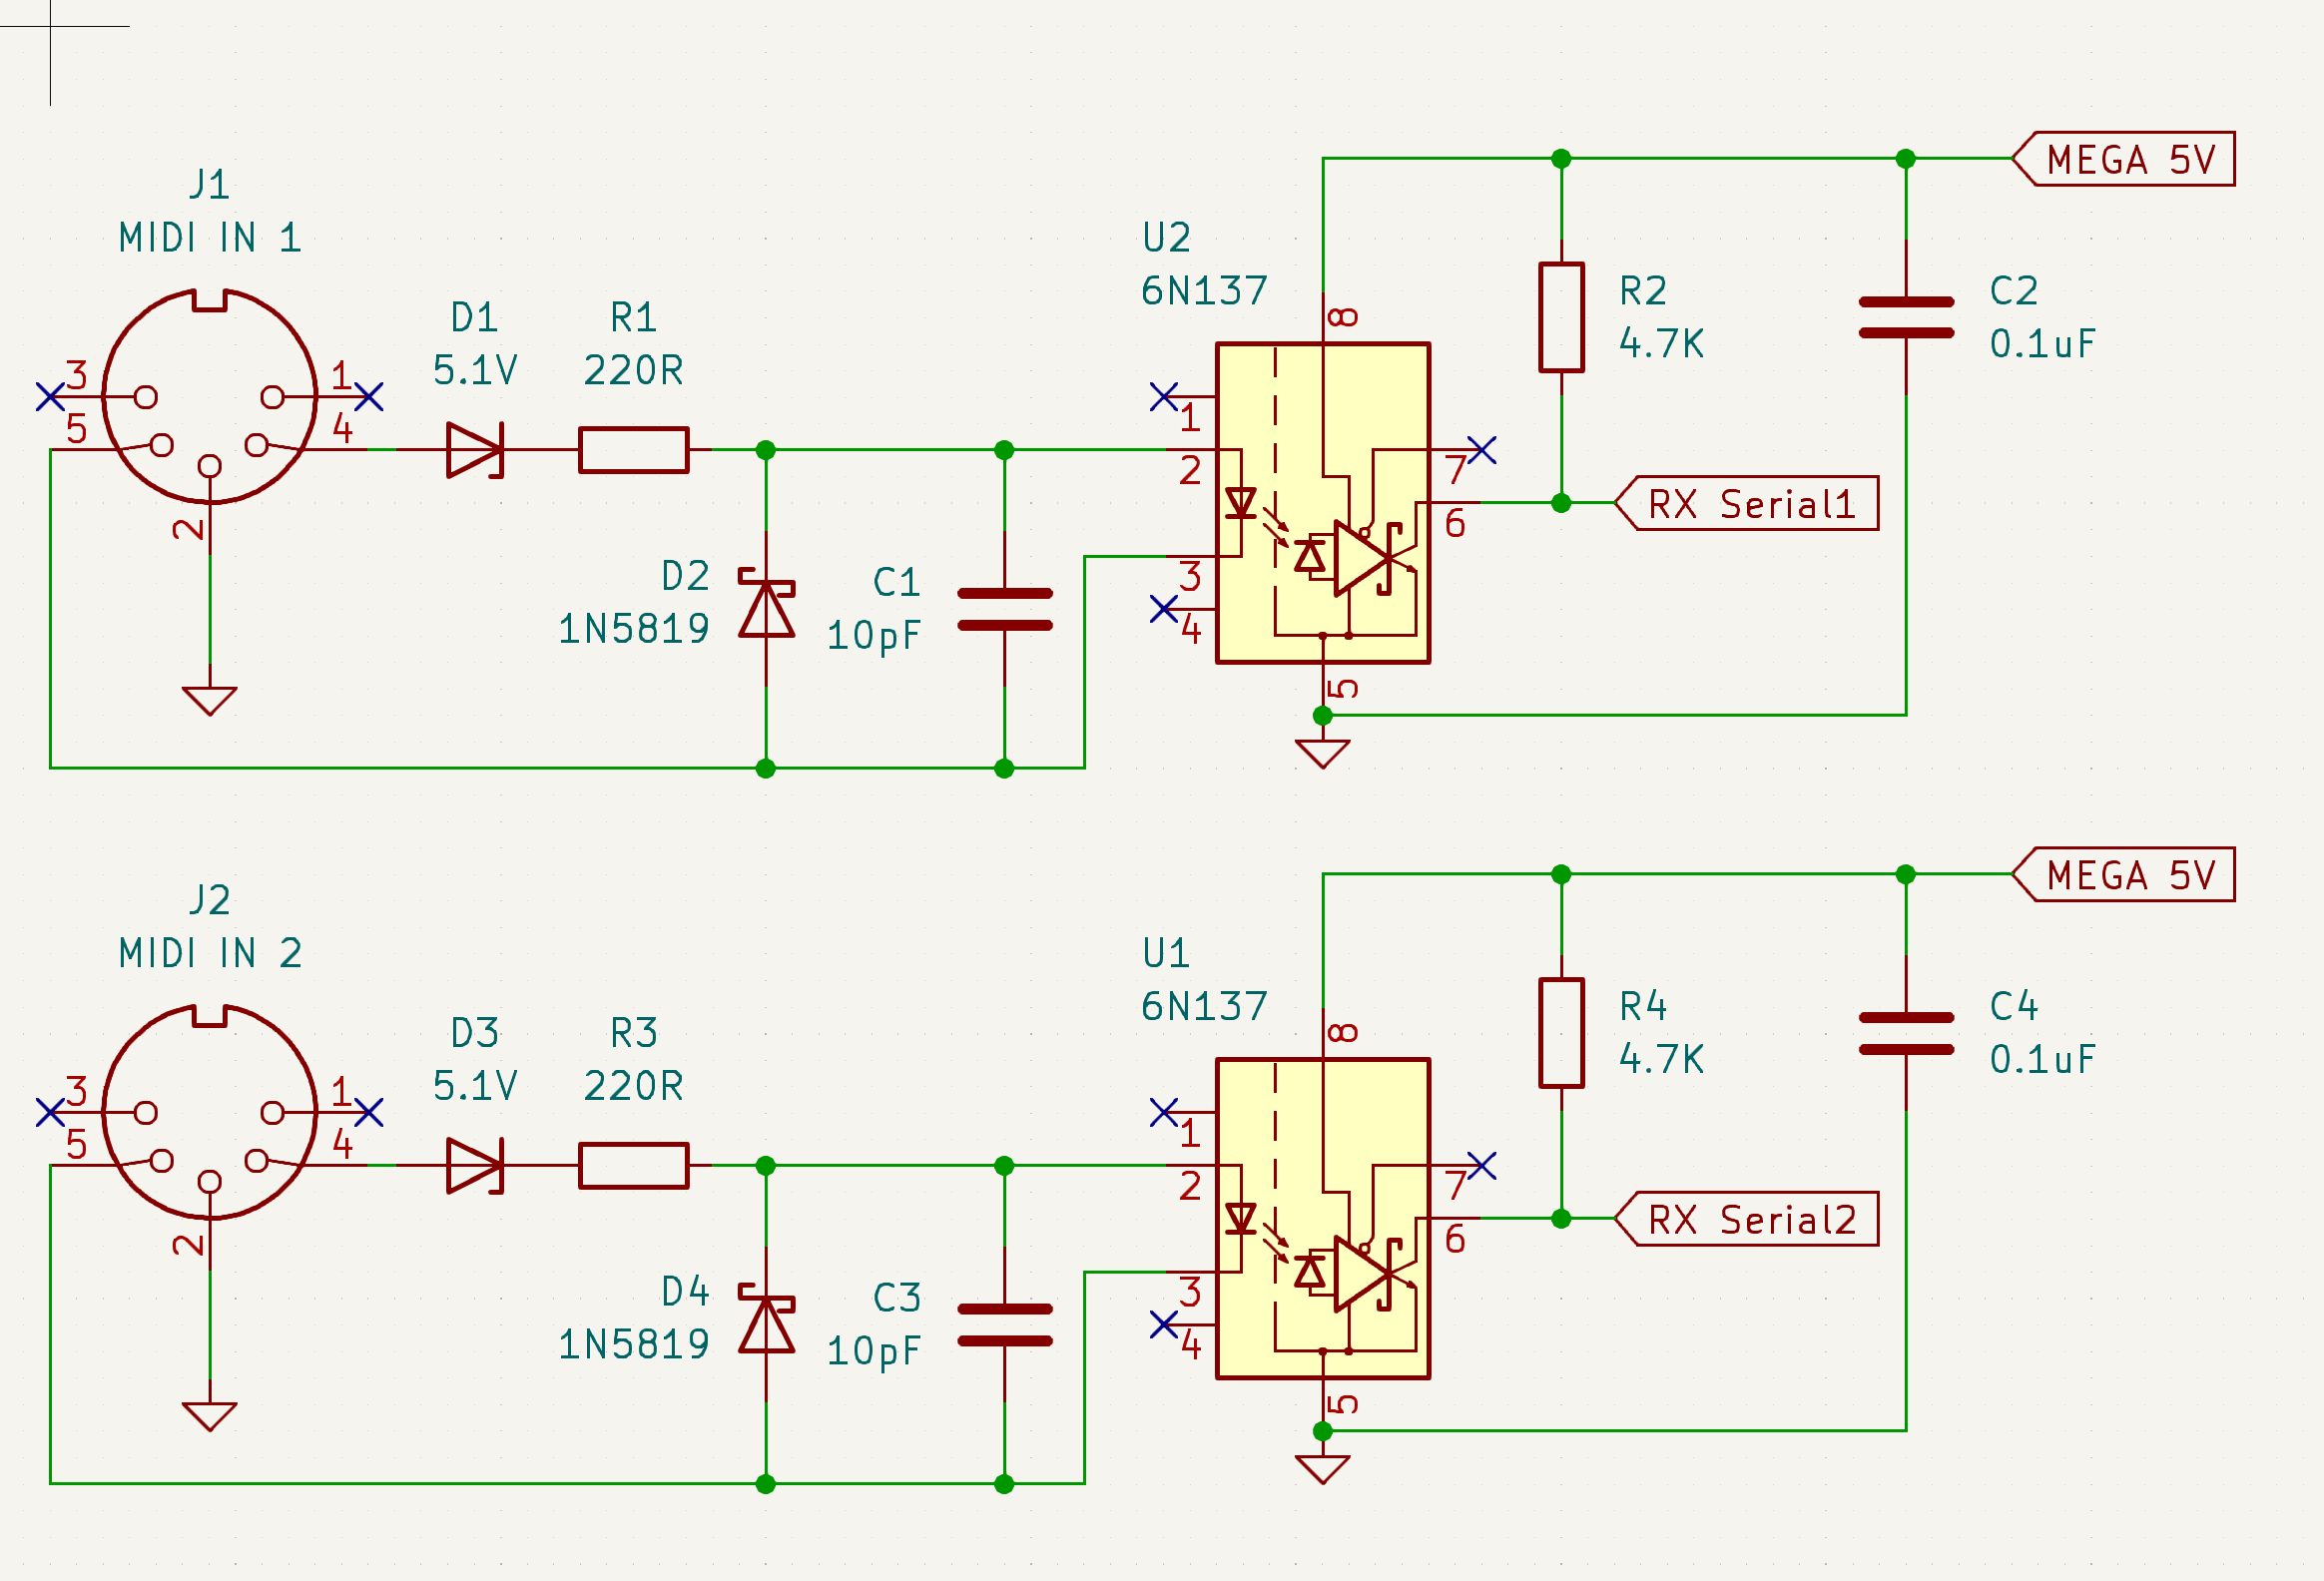 J1
MIDI IN 1
3
1
5
4
2
D1
5.1V
R1
220R
D2
1N5819
C1
10pF
U2
6N137
8
1
2
3
4
7
6
5
R2
4.7K
C2
0.1uF
MEGA 5V
RX Serial1
J2
MIDI IN 2
3
1
5
4
2
D3
5.1V
R3
220R
D4
1N5819
C3
10pF
U1
6N137
8
1
2
3
4
7
6
5
R4
4.7K
C4
0.1uF
MEGA 5V
RX Serial2